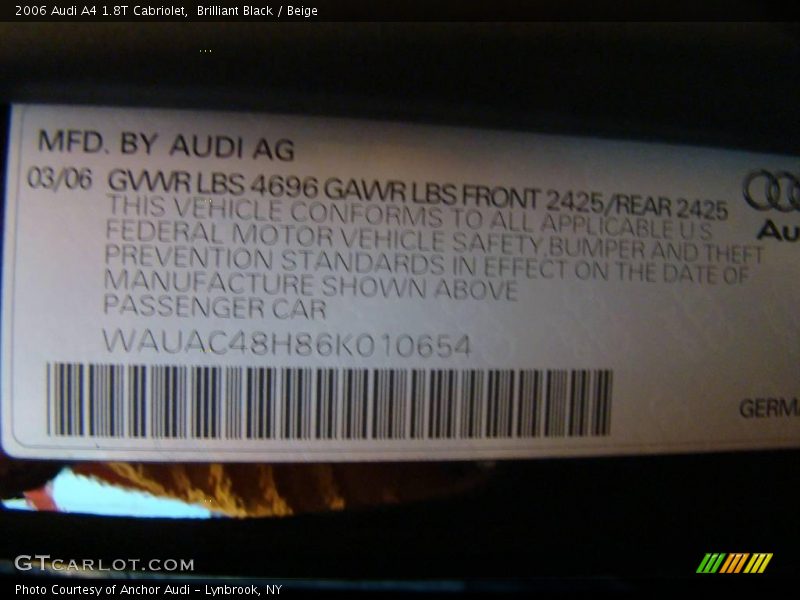 2006 Audi A4 1.8T Cabriolet,  Brilliant Black / Beige
MFD. BY AUDI AG
03/06 GVWR LBS 4696 GAWR LBS FRONT 2425/REAR 2425
THIS VEHICLE CONFORMS TO ALL APPLICABLE U S
FEDERAL MOTOR VEHICLE SAFETY,BUMPER AND THEFT
PREVENTION STANDARDS IN EFFECT ON THE DATE OF
MANUFACTURE SHOWN ABOVE
PASSENGER CAR
WAUAC48H86K010654
Au
GERMA
GTCARLOT.COM
Photo Courtesy of Anchor Audi - Lynbrook, NY